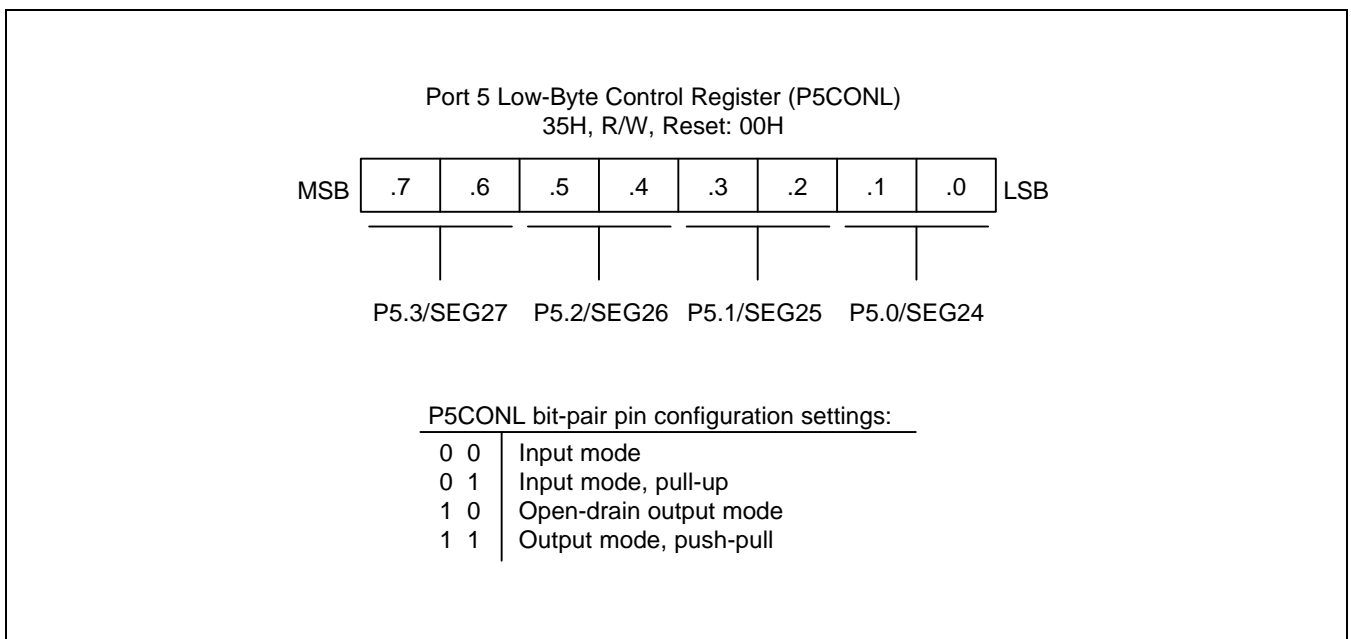 Port 5 Low-Byte Control Register (P5CONL)
35H, R/W, Reset: 00H
MSB .7 .6 .5 .4 .3 .2 .1 .0 LSB
P5.3/SEG27 P5.2/SEG26 P5.1/SEG25 P5.0/SEG24
P5CONL bit-pair pin configuration settings:
0 0 Input mode
0 1 Input mode, pull-up
1 0 Open-drain output mode
1 1 Output mode, push-pull